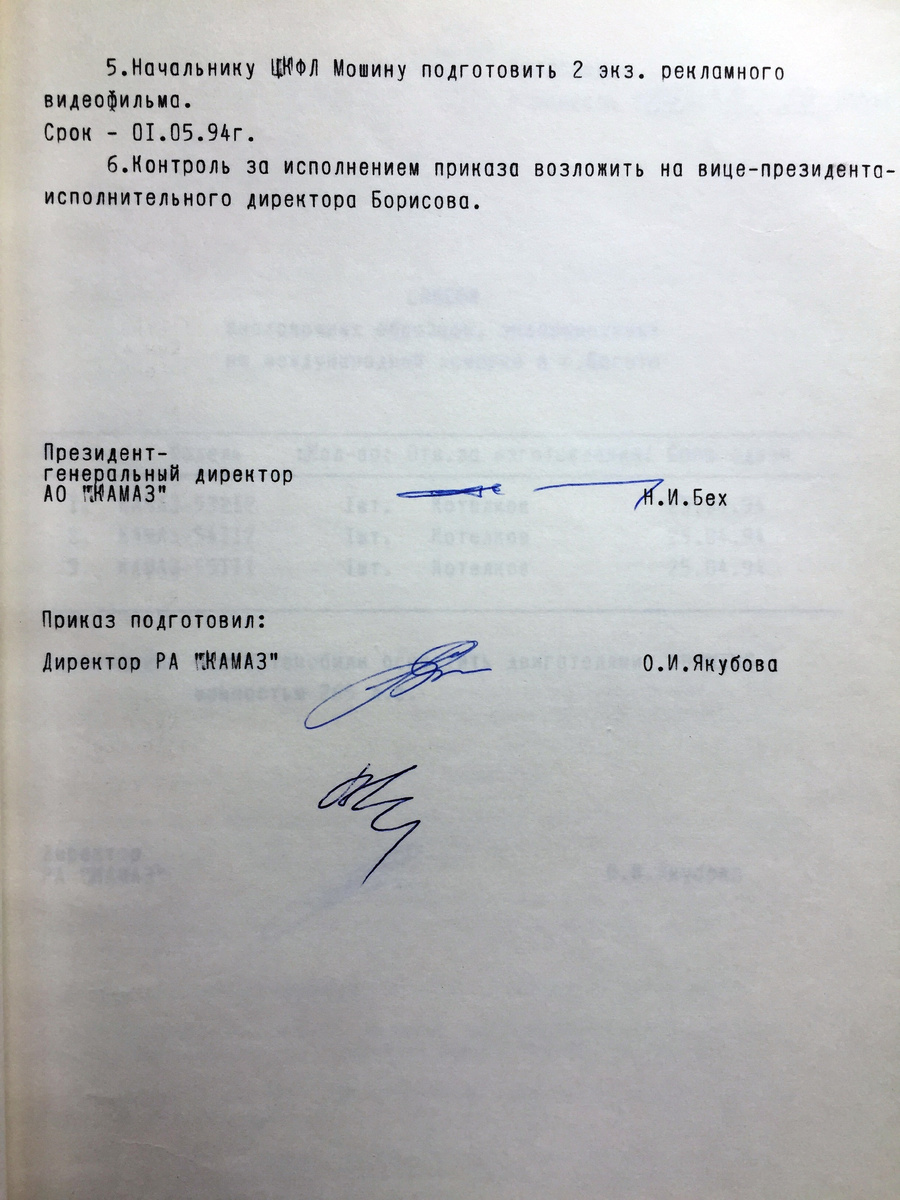 5.Начальнику ЦКФЛ Мошину подготовить 2 экз. рекламного
видеофильма.
Срок - 0I.05.94г.
6.Контроль за исполнением приказа возложить на вице-президента-
исполнительного директора Борисова.
Президент-
генеральный директор
АО "КАМАЗ"
Н.И.Бех
Приказ подготовил:
Директор РА "КАМАЗ"
О.И.Якубова